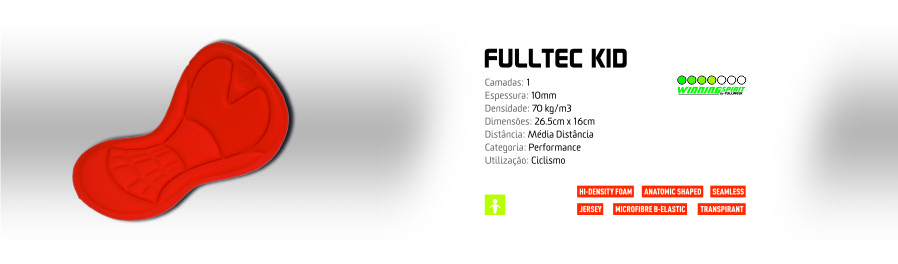 FULLTEC KID
Camadas: 1
Espessura: 10mm
Densidade: 70 kg/m3
Dimensões: 26.5cm x 16cm
Distância: Média Distância
Categoria: Performance
Utilização: Ciclismo
WINNINGSPIRIT
HI-DENSITY FOAM ANATOMIC SHAPED SEAMLESS
JERSEY MICROFIBRE B-ELASTIC TRANSPIRANT